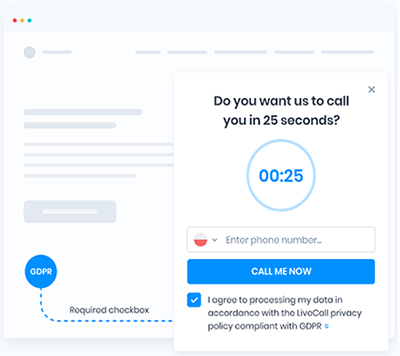 Do you want us to call
you in 25 seconds?
00:25
Enter phone number...
CALL ME NOW
GDPR
Required checkbox
I agree to processing my data in
accordance with the LivoCall privacy
policy compliant with GDPR